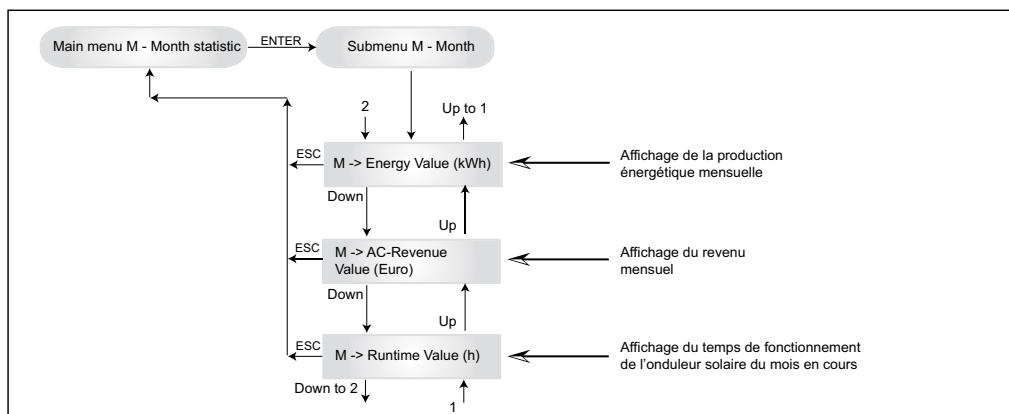 Main menu M - Month statistic
ENTER
Submenu M - Month
2
Up to 1
ESC
M -> Energy Value (kWh)
Affichage de la production
énergétique mensuelle
Down
Up
ESC
M -> AC-Revenue
Value (Euro)
Affichage du revenu
mensuel
Down
Up
ESC
M -> Runtime Value (h)
Affichage du temps de fonctionnement
de l'onduleur solaire du mois en cours
Down to 2
1